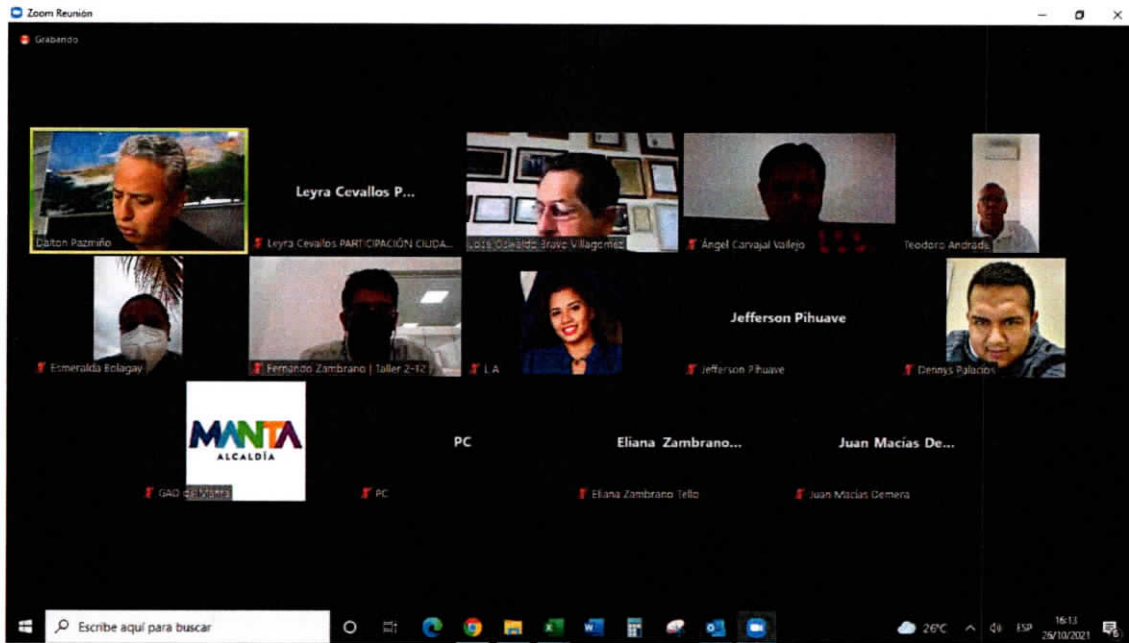 Zoom Reunión
Grabando
Dalton Pazmiño
Leyra Cevallos P...
Leyra Cevallos PARTICIPACIÓN CIUDA...
Oswaldo Bravo Villagomez
Ángel Carvajal Vallejo
Teodoro Andrade
Esmeralda Bolagay
Fernando Zambrano | Taller 2-12
L A
Jefferson Pihuave
Jefferson Pihuave
Dennys Palacios
MANTA
ALCALDÍA
GAD de Manta
PC
PC
Eliana Zambrano...
Eliana Zambrano Tello
Juan Macías De...
Juan Macías Demera
Escribe aquí para buscar
26°C
ESP
16:13
26/10/2021